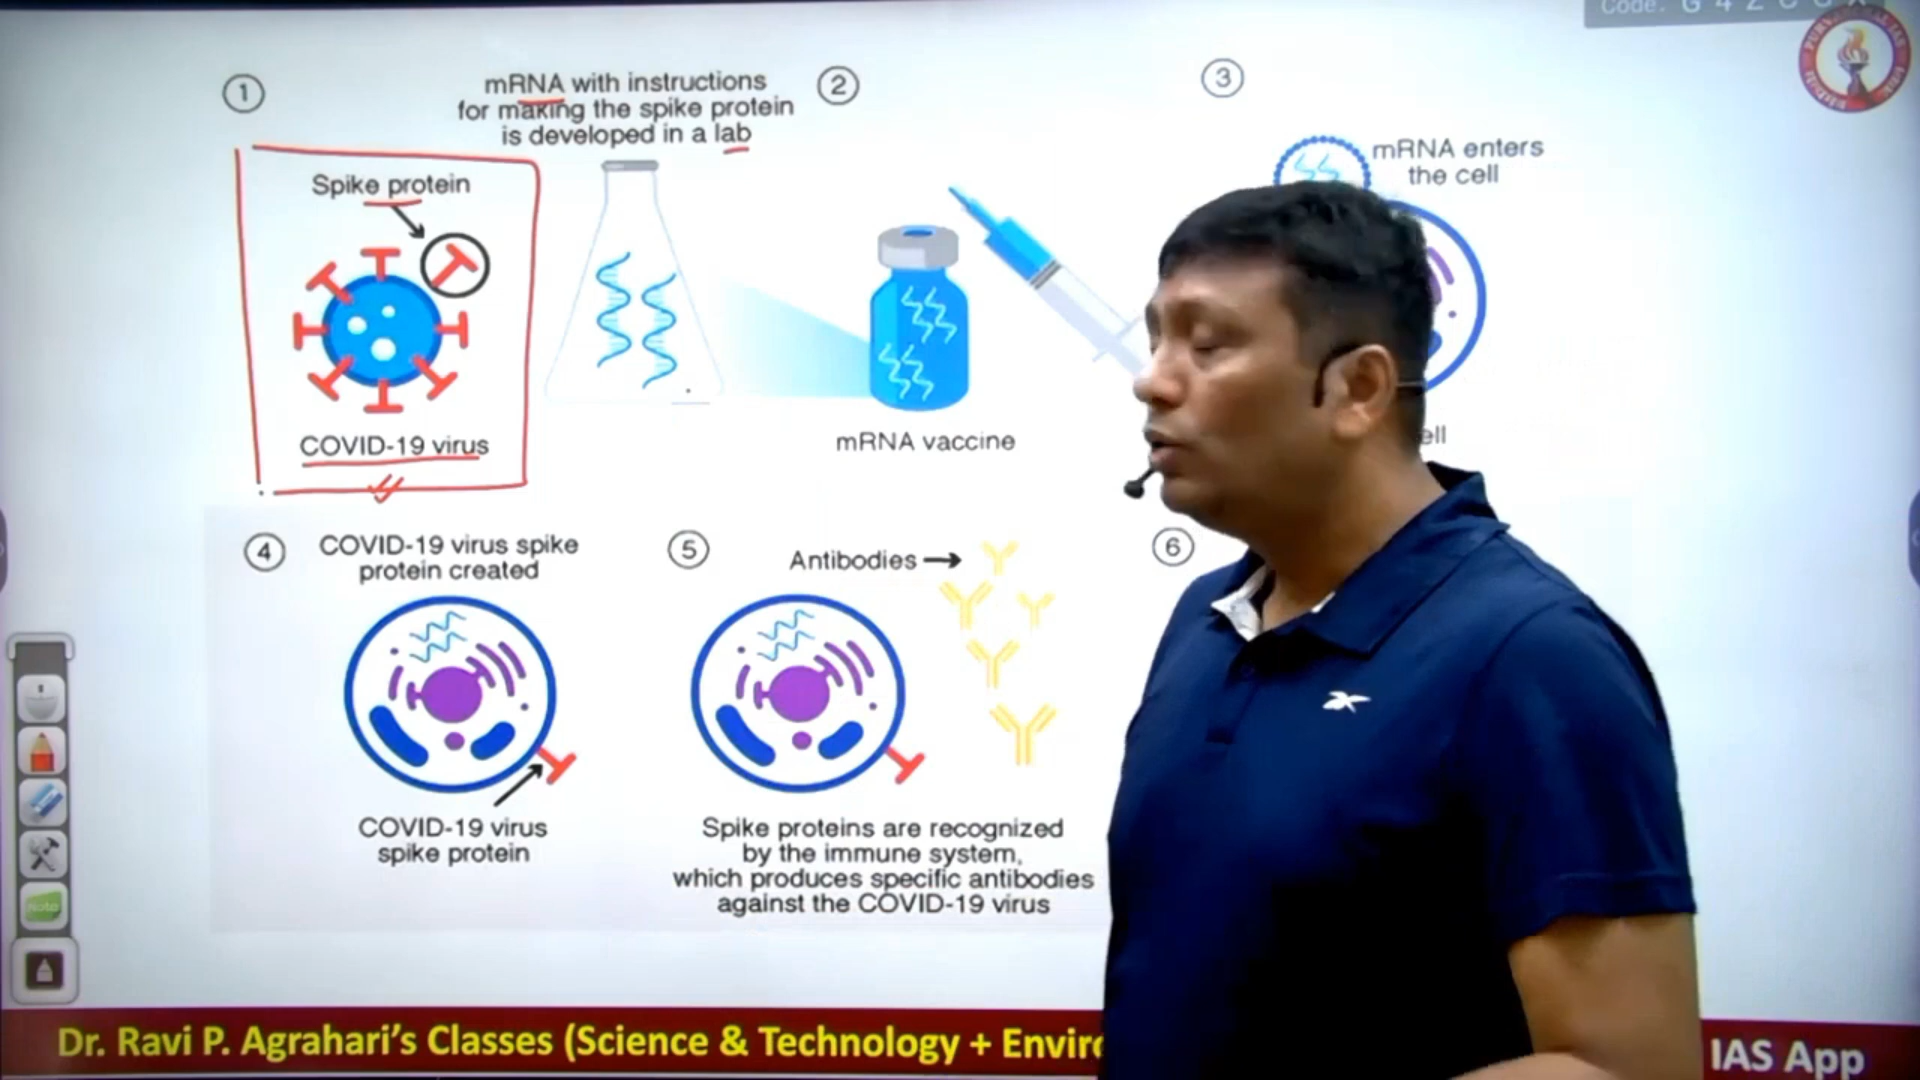 Code:
1
mRNA with instructions
for making the spike protein
is developed in a lab
2
3
Spike protein
mRNA enters
the cell
COVID-19 virus
mRNA vaccine
4
COVID-19 virus spike
protein created
5
Antibodies
6
COVID-19 virus
spike protein
Spike proteins are recognized
by the immune system,
which produces specific antibodies
against the COVID-19 virus
Note
Dr. Ravi P. Agrahari's Classes (Science & Technology +
IAS App